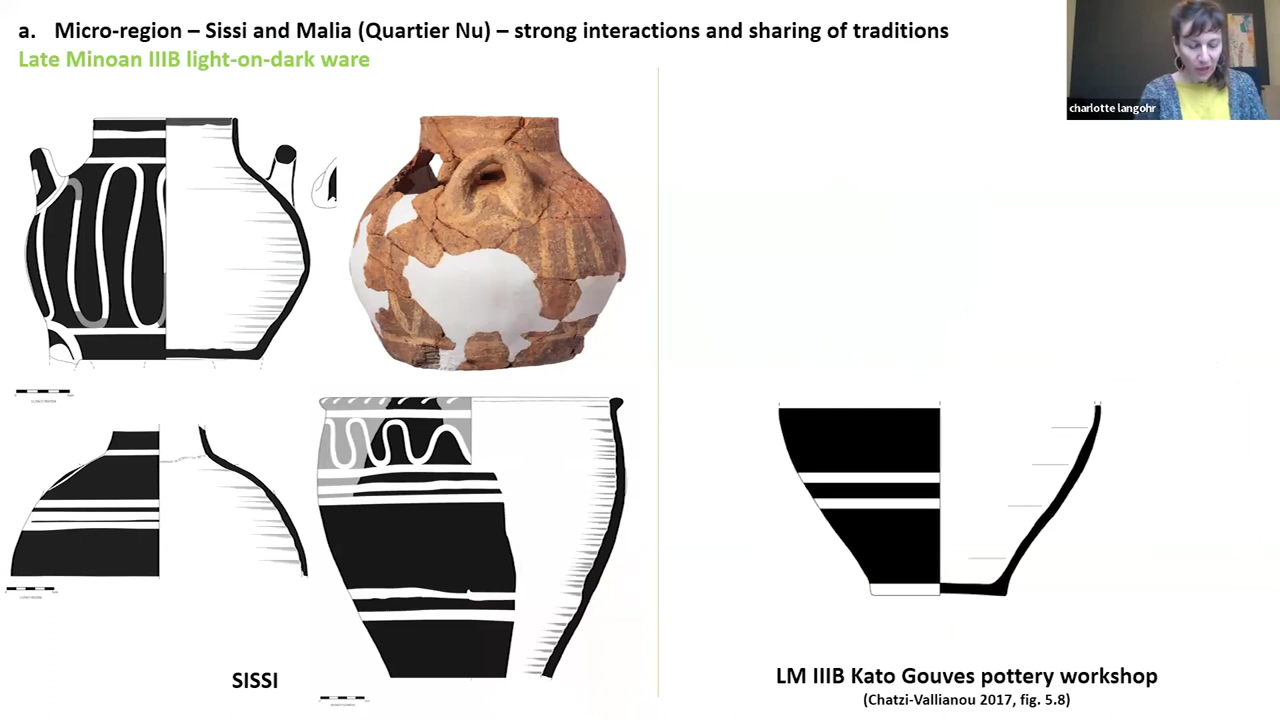 a. Micro-region – Sissi and Malia (Quartier Nu) – strong interactions and sharing of traditions
Late Minoan IIIB light-on-dark ware
charlotte langohr
SISSI
LM IIIB Kato Gouves pottery workshop
(Chatzi-Vallianou 2017, fig. 5.8)